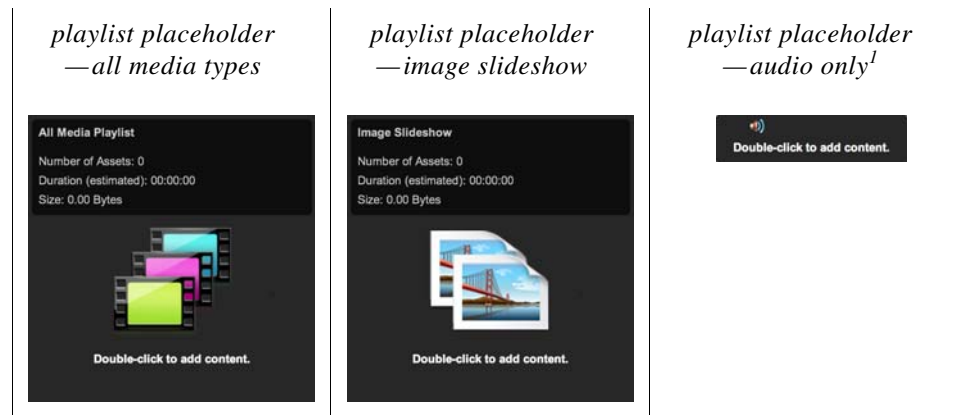 playlist placeholder
—all media types
All Media Playlist
Number of Assets: 0
Duration (estimated): 00:00:00
Size: 0.00 Bytes
Double-click to add content.
playlist placeholder
—image slideshow
Image Slideshow
Number of Assets: 0
Duration (estimated): 00:00:00
Size: 0.00 Bytes
Double-click to add content.
playlist placeholder
—audio only1
Double-click to add content.